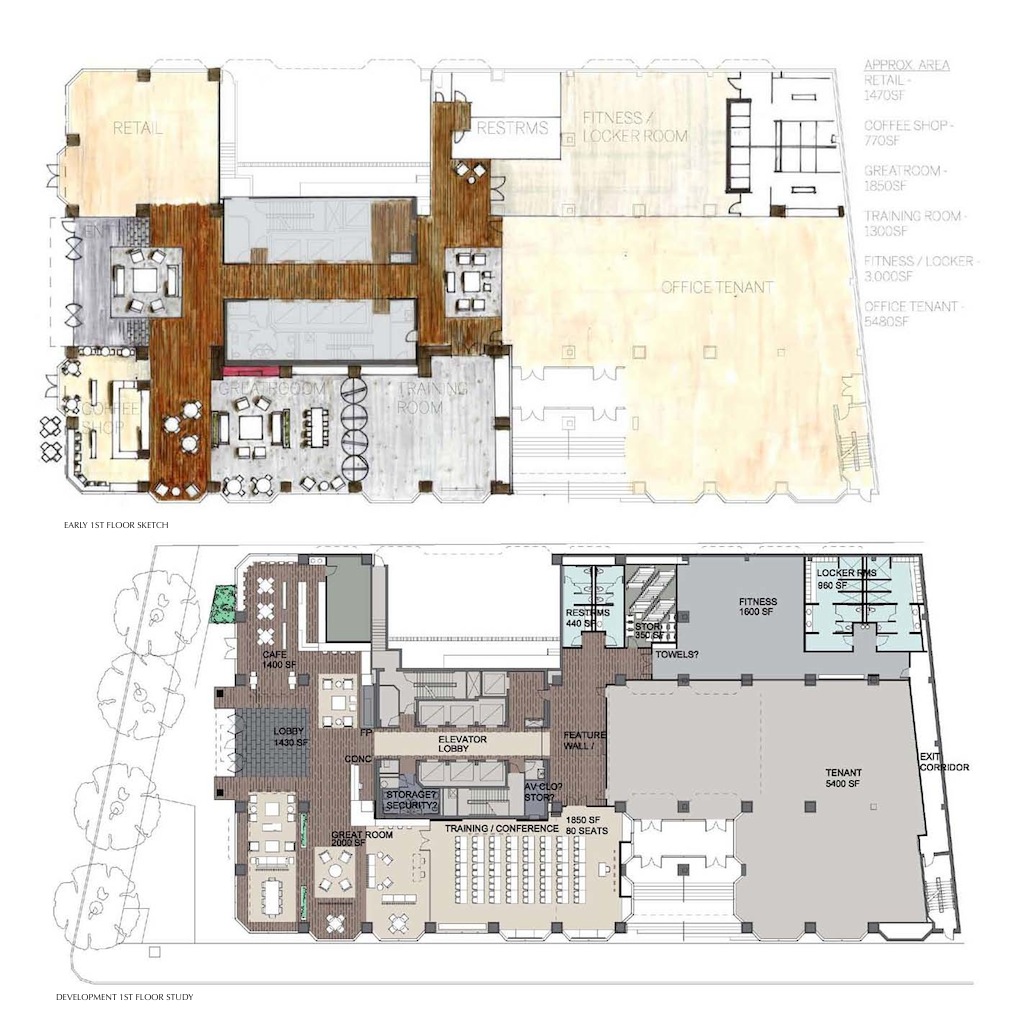 APPROX. AREA
RETAIL -
1470SF
COFFEE SHOP -
770SF
GREATROOM -
1850SF
TRAINING ROOM -
1300SF
FITNESS / LOCKER -
3,000SF
OFFICE TENANT -
5480SF
RETAIL
RESTRMS
FITNESS /
LOCKER ROOM
OFFICE TENANT
GREATROOM
TRAINING
ROOM
COFFEE
SHOP
EARLY 1ST FLOOR SKETCH
CAFE
1400 SF
LOBBY
1430 SF
FP
CONC
ELEVATOR
LOBBY
STORAGE?
SECURITY?
AV CLO?
STOR?
FEATURE
WALL /
RESTRMS
440 SF
STOR
350 SF
TOWELS?
FITNESS
1600 SF
LOCKER RMS
960 SF
TENANT
5400 SF
EXIT
CORRIDOR
GREAT ROOM
2000 SF
TRAINING / CONFERENCE
1850 SF
80 SEATS
DEVELOPMENT 1ST FLOOR STUDY